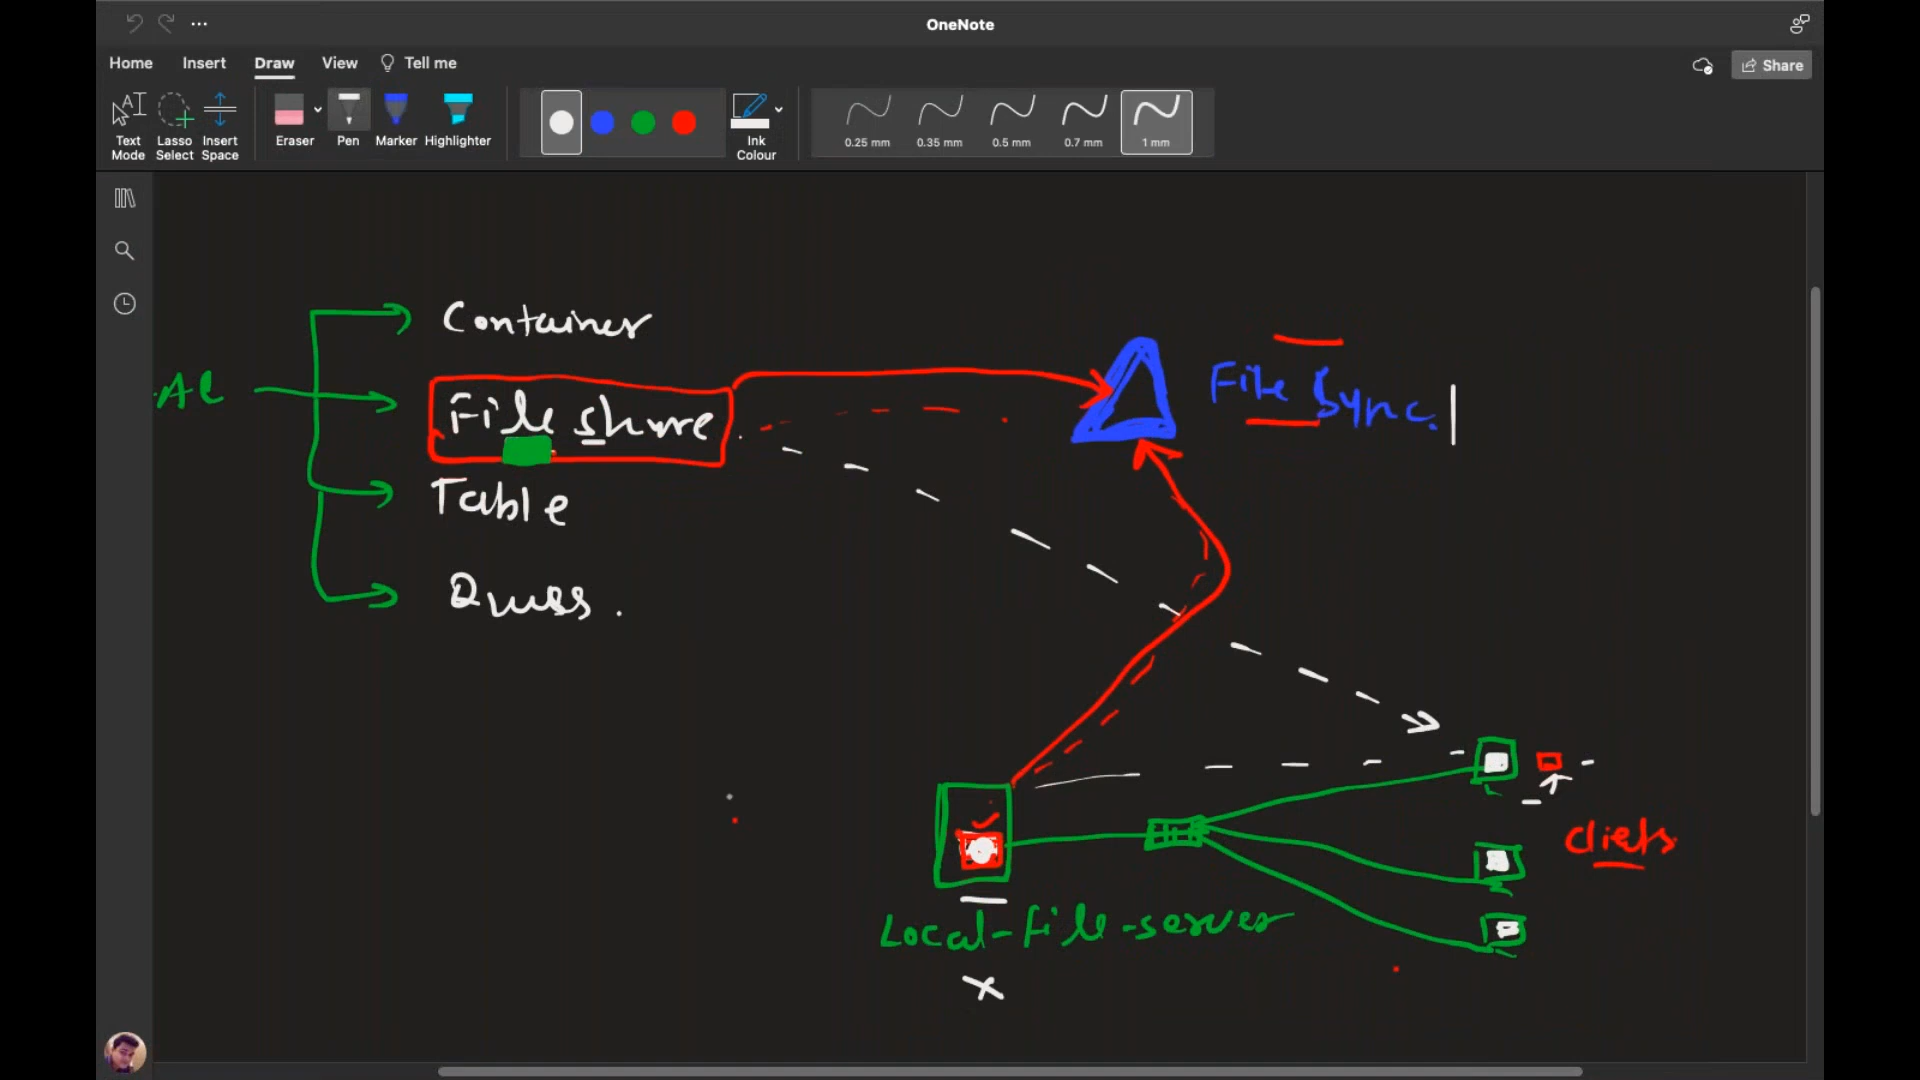 OneNote
Home Insert Draw View Tell me
Share
Text Mode
Lasso Select
Insert Space
Eraser
Pen
Marker
Highlighter
Ink Colour
0.25 mm
0.35 mm
0.5 mm
0.7 mm
1 mm
Container
File share
File Sync.
Table
Clients
Local-file-server
x